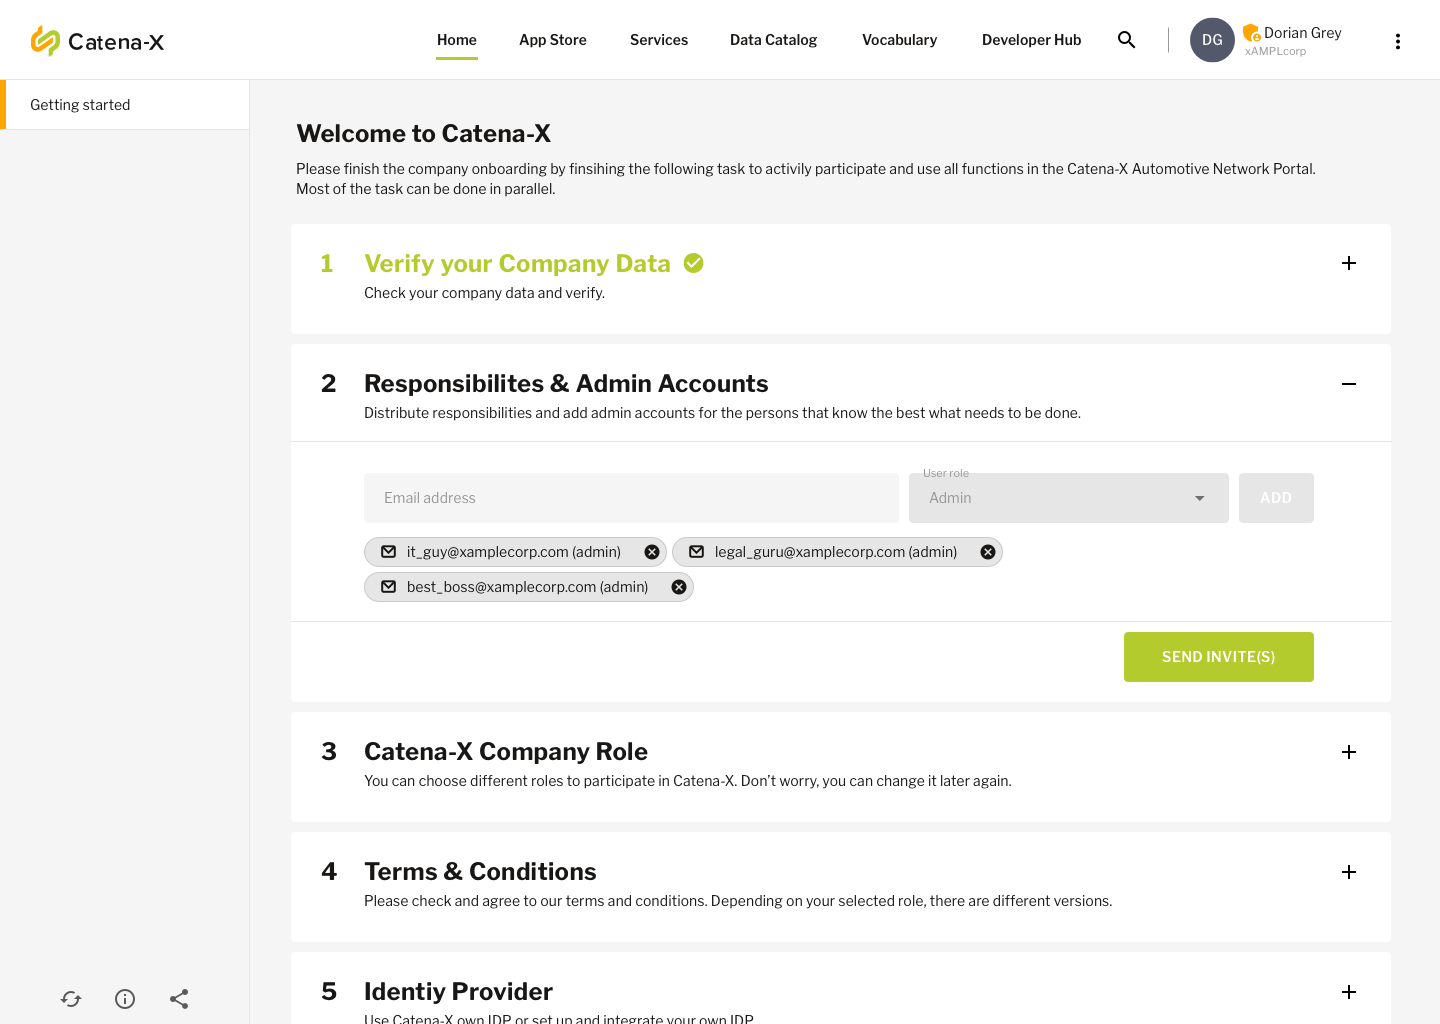 Catena-X
Home
App Store
Services
Data Catalog
Vocabulary
Developer Hub
DG
Dorian Grey
xAMPLcorp
Getting started
Welcome to Catena-X
Please finish the company onboarding by finsihing the following task to activily participate and use all functions in the Catena-X Automotive Network Portal.
Most of the task can be done in parallel.
1 Verify your Company Data
Check your company data and verify.
2 Responsibilites & Admin Accounts
Distribute responsibilities and add admin accounts for the persons that know the best what needs to be done.
User role
Email address
Admin
ADD
it_guy@xamplecorp.com (admin)
legal_guru@xamplecorp.com (admin)
best_boss@xamplecorp.com (admin)
SEND INVITE(S)
3 Catena-X Company Role
You can choose different roles to participate in Catena-X. Don't worry, you can change it later again.
4 Terms & Conditions
Please check and agree to our terms and conditions. Depending on your selected role, there are different versions.
5 Identiy Provider
Use Catena-X own IDP or set up and integrate your own IDP